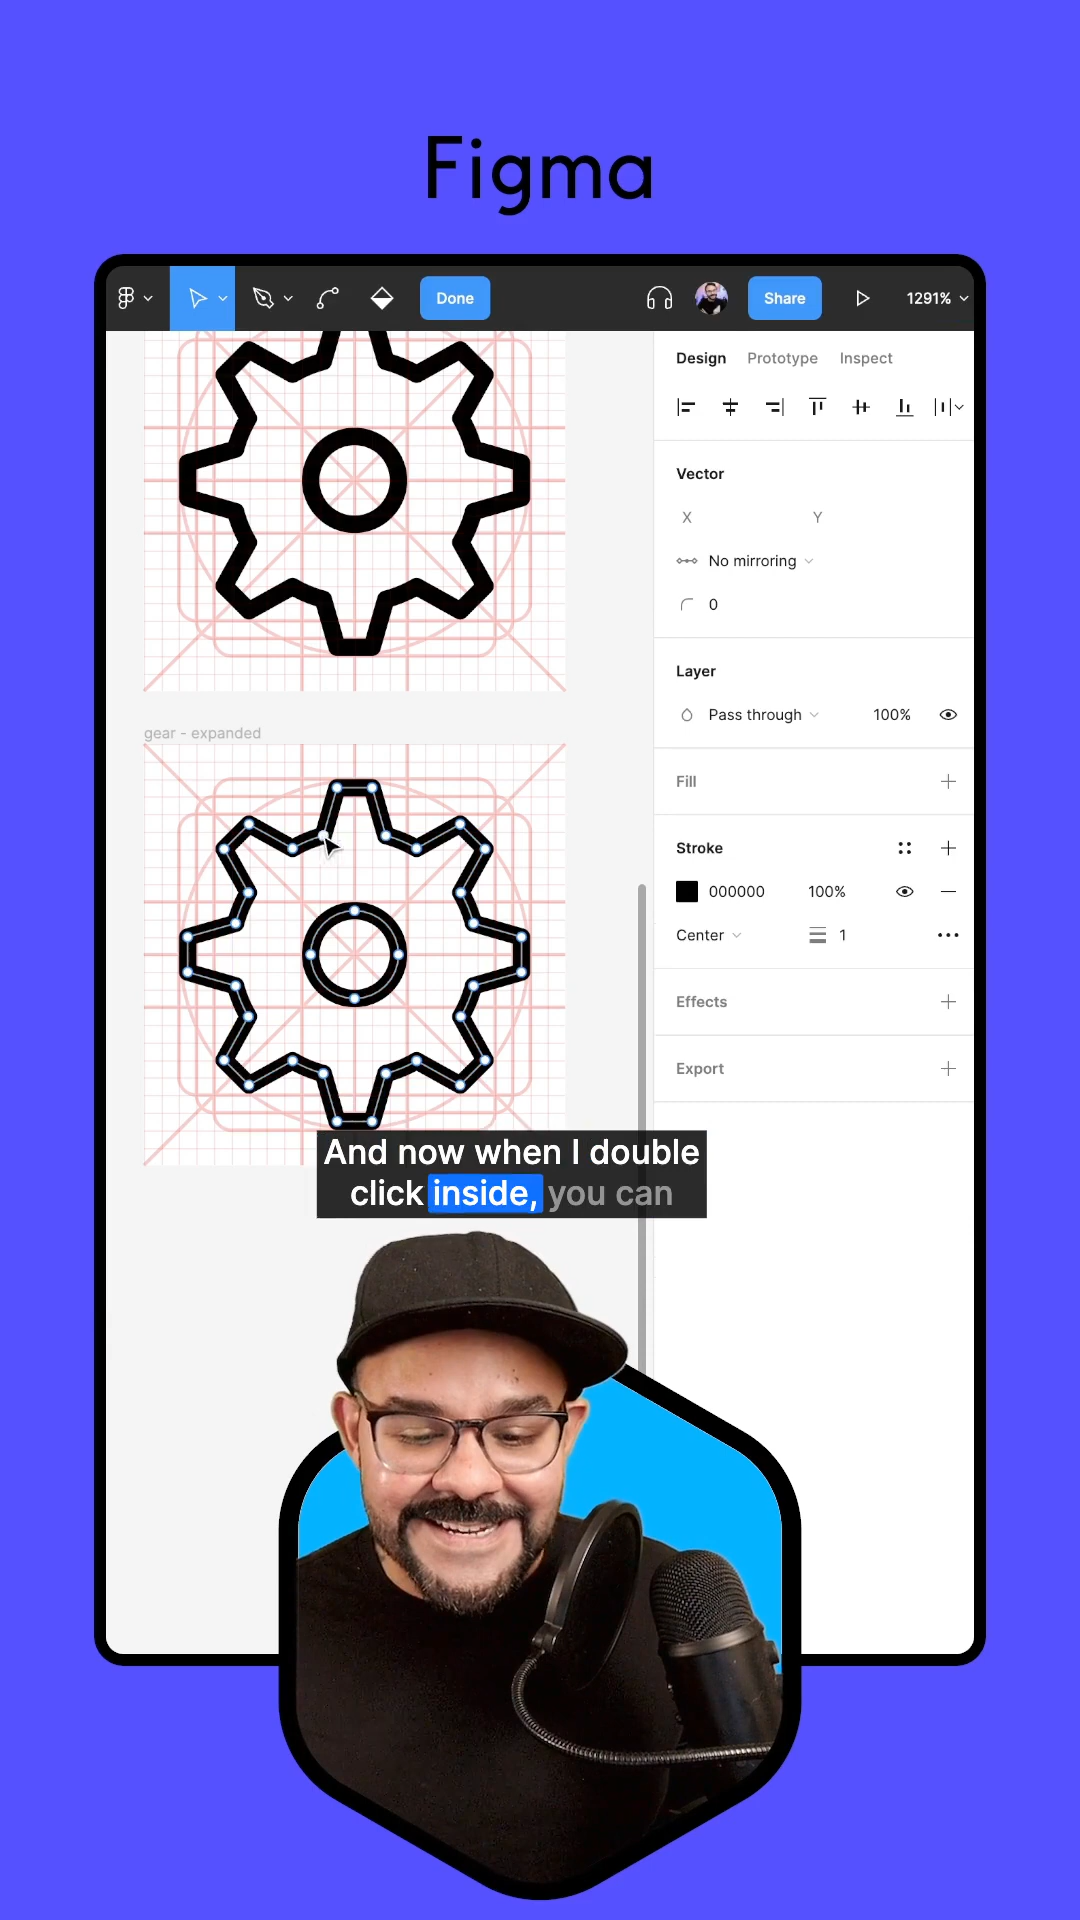 Figma
Done
Share
1291%
Design Prototype Inspect
Vector
X Y
No mirroring
0
Layer
Pass through 100%
Fill
Stroke
000000 100%
Center 1
Effects
Export
gear - expanded
And now when I double
click inside, you can